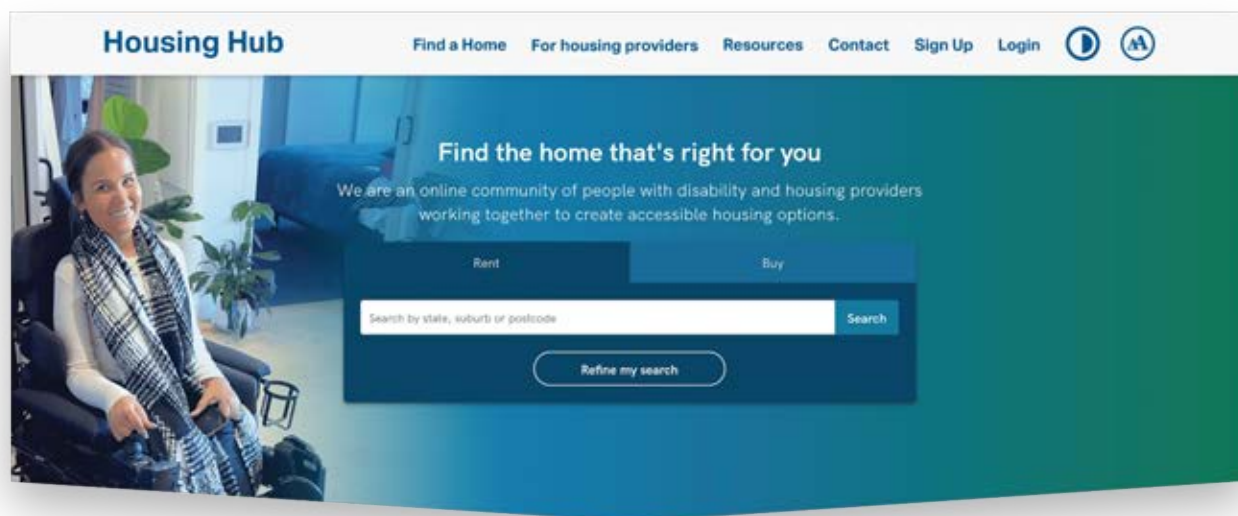 Housing Hub
Find a Home For housing providers Resources Contact Sign Up Login
AA
Find the home that's right for you
We are an online community of people with disability and housing providers
working together to create accessible housing options.
Rent Buy
Search by state, suburb or postcode Search
Refine my search